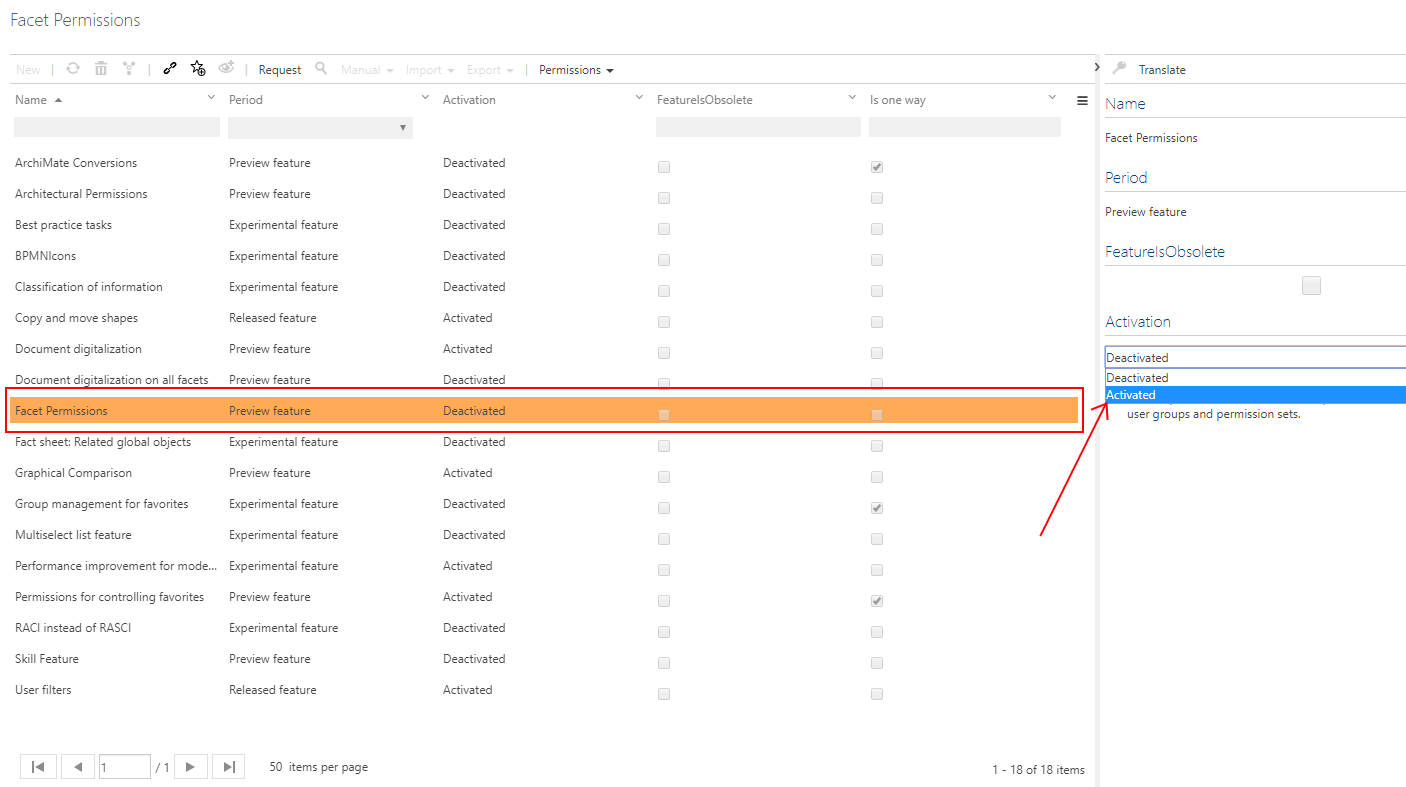 Facet Permissions
New Request Manual Import Export Permissions
Name Period Activation FeatureIsObsolete Is one way
ArchiMate Conversions Preview feature Deactivated
Architectural Permissions Preview feature Deactivated
Best practice tasks Experimental feature Deactivated
BPMNIcons Experimental feature Deactivated
Classification of information Experimental feature Deactivated
Copy and move shapes Released feature Activated
Document digitalization Preview feature Activated
Document digitalization on all facets Preview feature Deactivated
Facet Permissions Preview feature Deactivated
Fact sheet: Related global objects Experimental feature Deactivated
Graphical Comparison Preview feature Activated
Group management for favorites Experimental feature Deactivated
Multiselect list feature Experimental feature Deactivated
Performance improvement for mode... Experimental feature Activated
Permissions for controlling favorites Preview feature Activated
RACI instead of RASCI Experimental feature Deactivated
Skill Feature Preview feature Deactivated
User filters Released feature Activated
1 / 1 50 items per page 1 - 18 of 18 items
Translate
Name
Facet Permissions
Period
Preview feature
FeatureIsObsolete
Activation
Deactivated
Deactivated
Activated
user groups and permission sets.